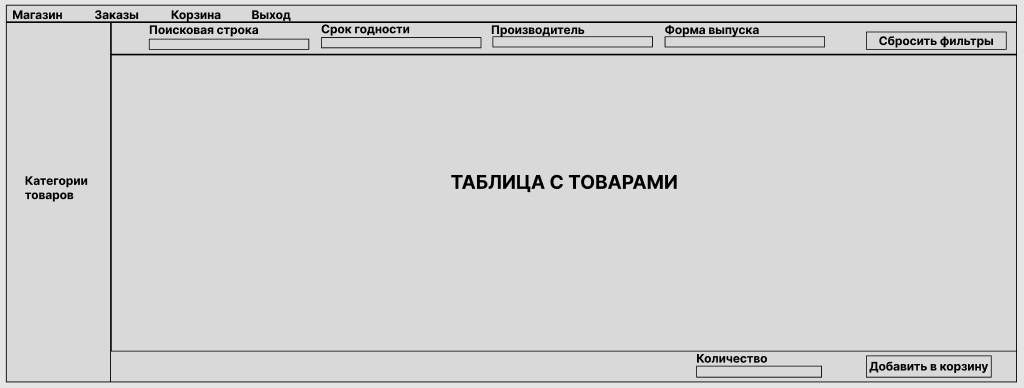 Магазин Заказы Корзина Выход
Поисковая строка Срок годности Производитель Форма выпуска
Сбросить фильтры
Категории
товаров
ТАБЛИЦА С ТОВАРАМИ
Количество
Добавить в корзину